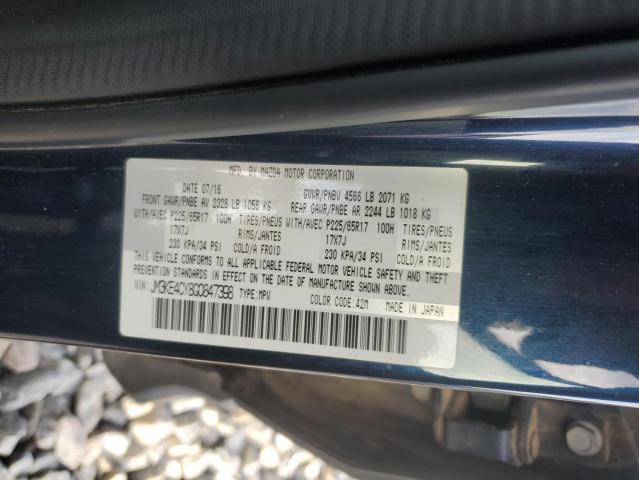 MFD. BY MAZDA MOTOR CORPORATION
DATE 07/16 GVWR/PNBV 4566 LB 2071 KG
FRONT GAWR/PNBE AV 2328 LB 1056 KG REAR GAWR/PNBE AR 2244 LB 1018 KG
WITH/AVEC P225/65R17 100H TIRES/PNEUS WITH/AVEC P225/65R17 100H TIRES/PNEUS
17X7J RIMS/JANTES 17X7J RIMS/JANTES
230 KPA/34 PSI COLD/A FROID 230 KPA/34 PSI COLD/A FROID
THIS VEHICLE CONFORMS TO ALL APPLICABLE FEDERAL MOTOR VEHICLE SAFETY AND THEFT
PREVENTION STANDARDS IN EFFECT ON THE DATE OF MANUFACTURE SHOWN ABOVE.
VIN: JM3KE4CY8G0847398 TYPE:MPV COLOR CODE:42M MADE IN JAPAN